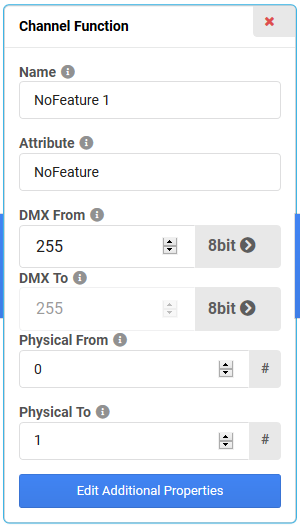 Channel Function
Name
NoFeature 1
Attribute
NoFeature
DMX From
255
8bit
DMX To
255
8bit
Physical From
0
#
Physical To
1
#
Edit Additional Properties